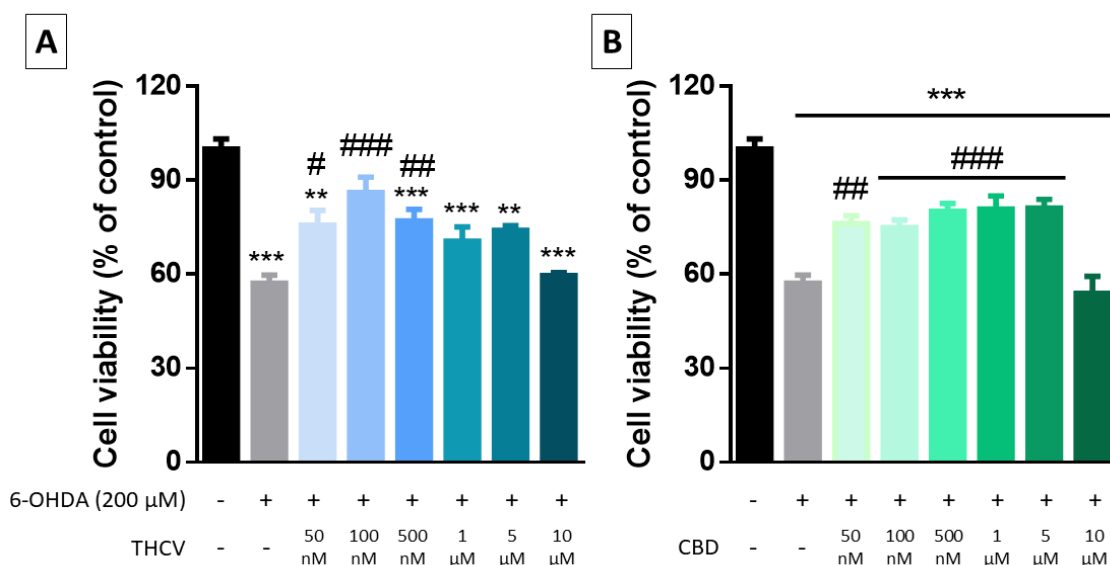 A
Cell viability (% of control)
120
90
60
30
0
***
#
**
###
##
***
***
**
***
6-OHDA (200 µM)
- + + + + + + +
THCV
- - 50 nM 100 nM 500 nM 1 µM 5 µM 10 µM
B
Cell viability (% of control)
120
90
60
30
0
***
###
##
- + + + + + + +
CBD
- - 50 nM 100 nM 500 nM 1 µM 5 µM 10 µM